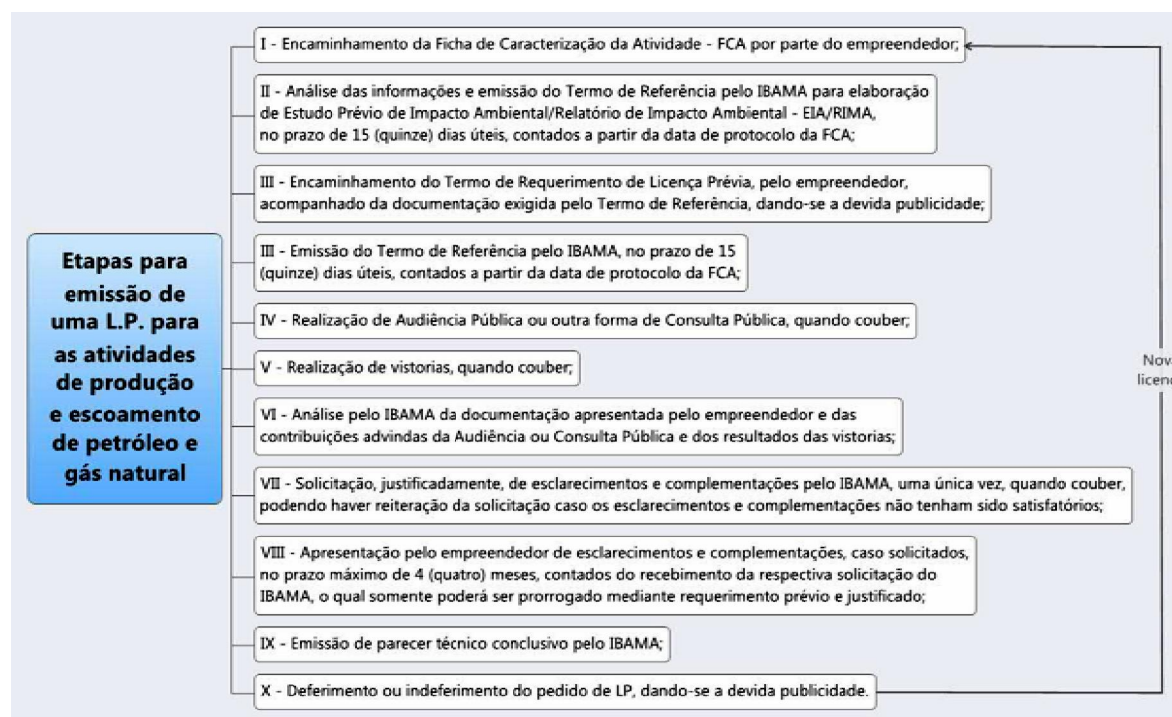 I - Encaminhamento da Ficha de Caracterização da Atividade - FCA por parte do empreendedor;
II - Análise das informações e emissão do Termo de Referência pelo IBAMA para elaboração
de Estudo Prévio de Impacto Ambiental/Relatório de Impacto Ambiental - EIA/RIMA,
no prazo de 15 (quinze) dias úteis, contados a partir da data de protocolo da FCA;
III - Encaminhamento do Termo de Requerimento de Licença Prévia, pelo empreendedor,
acompanhado da documentação exigida pelo Termo de Referência, dando-se a devida publicidade;
III - Emissão do Termo de Referência pelo IBAMA, no prazo de 15
(quinze) dias úteis, contados a partir da data de protocolo da FCA;
IV - Realização de Audiência Pública ou outra forma de Consulta Pública, quando couber;
V - Realização de vistorias, quando couber;
VI - Análise pelo IBAMA da documentação apresentada pelo empreendedor e das
contribuições advindas da Audiência ou Consulta Pública e dos resultados das vistorias;
VII - Solicitação, justificadamente, de esclarecimentos e complementações pelo IBAMA, uma única vez, quando couber,
podendo haver reiteração da solicitação caso os esclarecimentos e complementações não tenham sido satisfatórios;
VIII - Apresentação pelo empreendedor de esclarecimentos e complementações, caso solicitados,
no prazo máximo de 4 (quatro) meses, contados do recebimento da respectiva solicitação do
IBAMA, o qual somente poderá ser prorrogado mediante requerimento prévio e justificado;
IX - Emissão de parecer técnico conclusivo pelo IBAMA;
X - Deferimento ou indeferimento do pedido de LP, dando-se a devida publicidade.
Etapas para
emissão de
uma L.P. para
as atividades
de produção
e escoamento
de petróleo e
gás natural